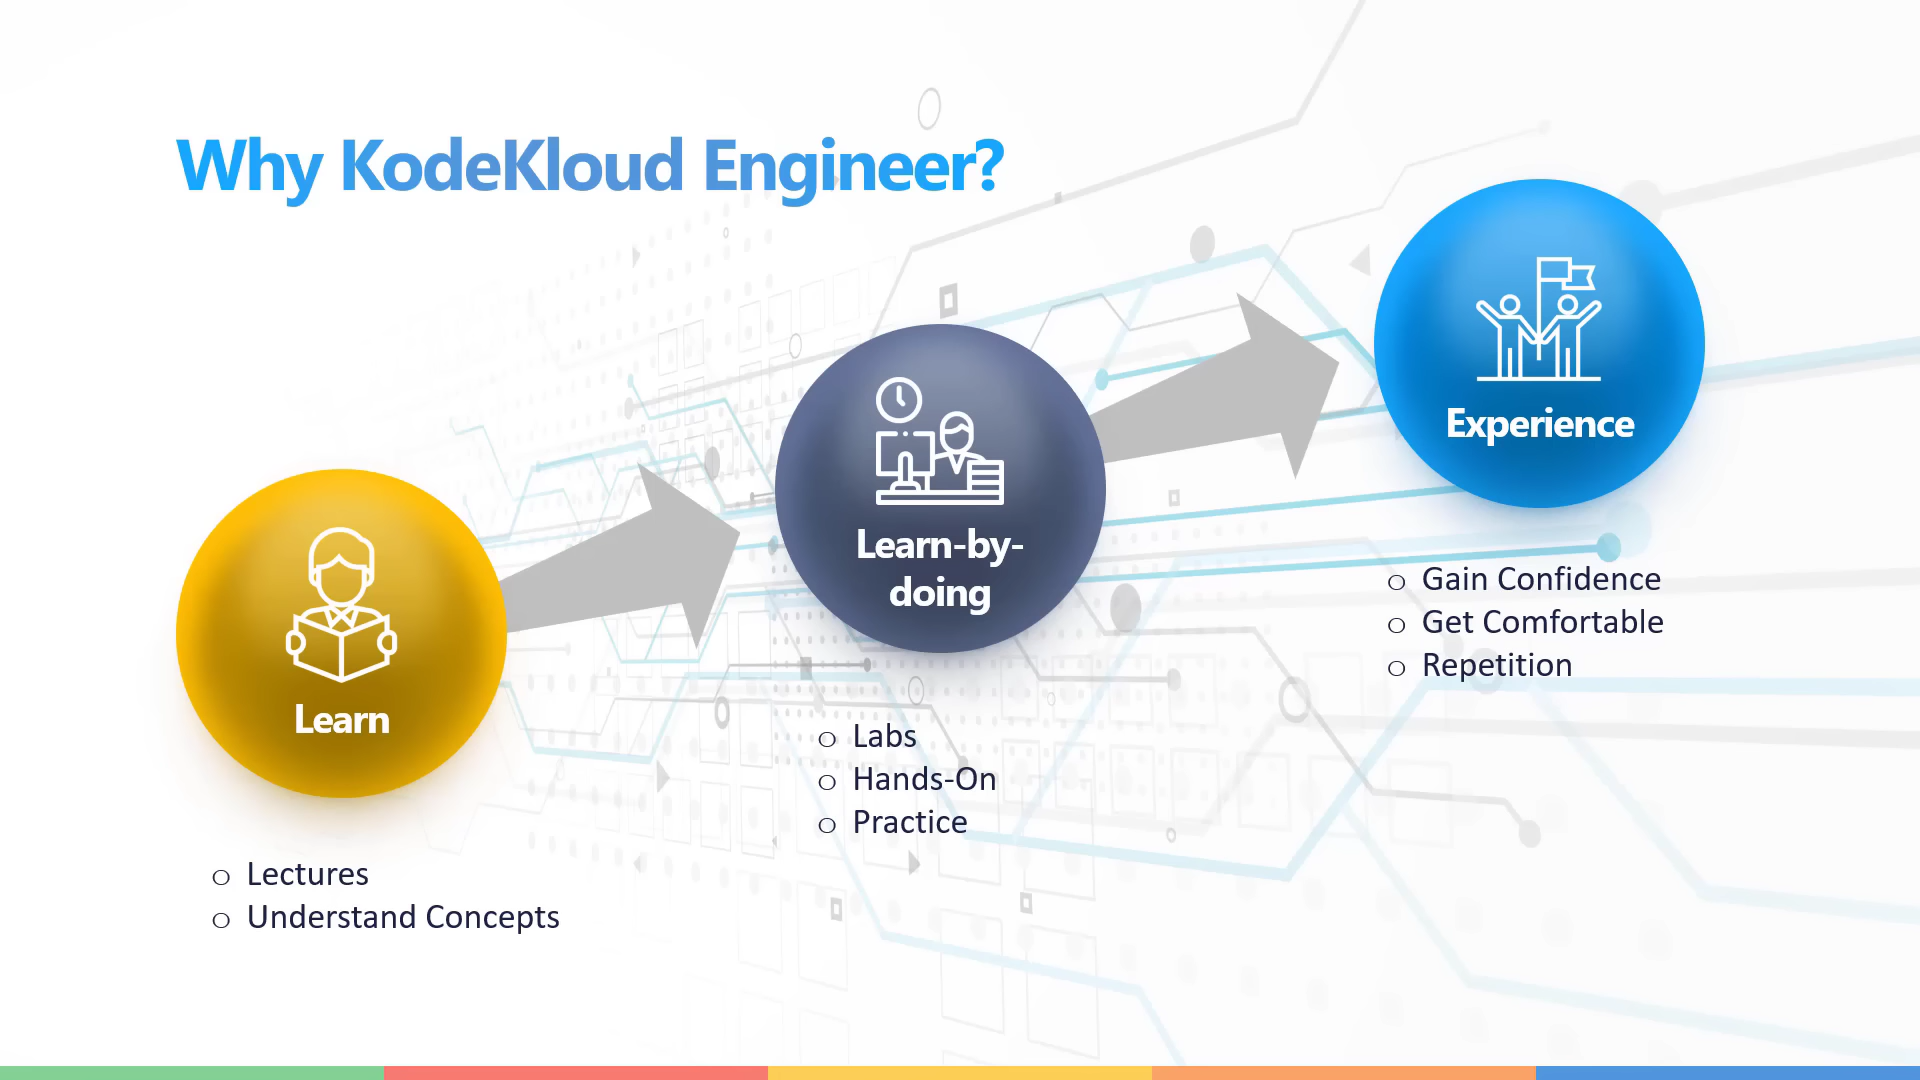 Why KodeKloud Engineer?
Learn
o Lectures
o Understand Concepts
Learn-by-
doing
o Labs
o Hands-On
o Practice
Experience
o Gain Confidence
o Get Comfortable
o Repetition